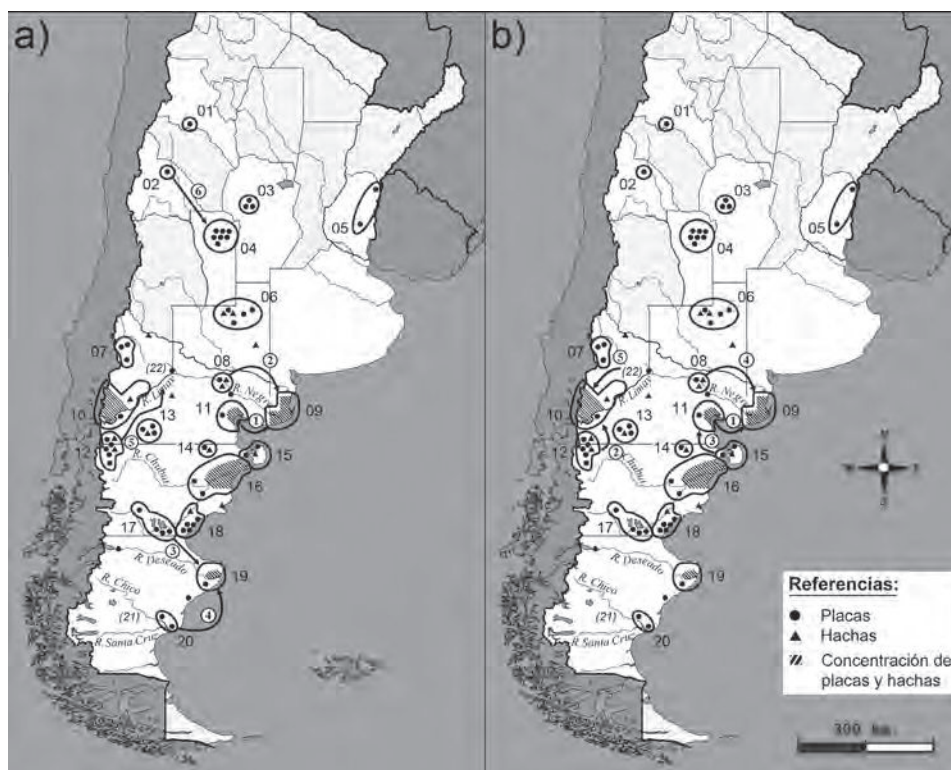 a)
01
02
6
03
04
05
06
07
(22)
08
2
R. Limay
R. Negro
10
13
11
1
09
5
12
14
15
R. Chubut
16
17
18
3
R. Deseado
19
R. Chico
4
(21)
20
R. Santa Cruz
b)
01
02
03
04
05
06
07
5
(22)
08
4
R. Limay
R. Negro
10
13
11
1
09
3
12
2
14
15
R. Chubut
16
17
18
R. Deseado
19
R. Chico
(21)
20
R. Santa Cruz
N
S
Referencias:
Placas
Hachas
Concentración de
placas y hachas
300 km.